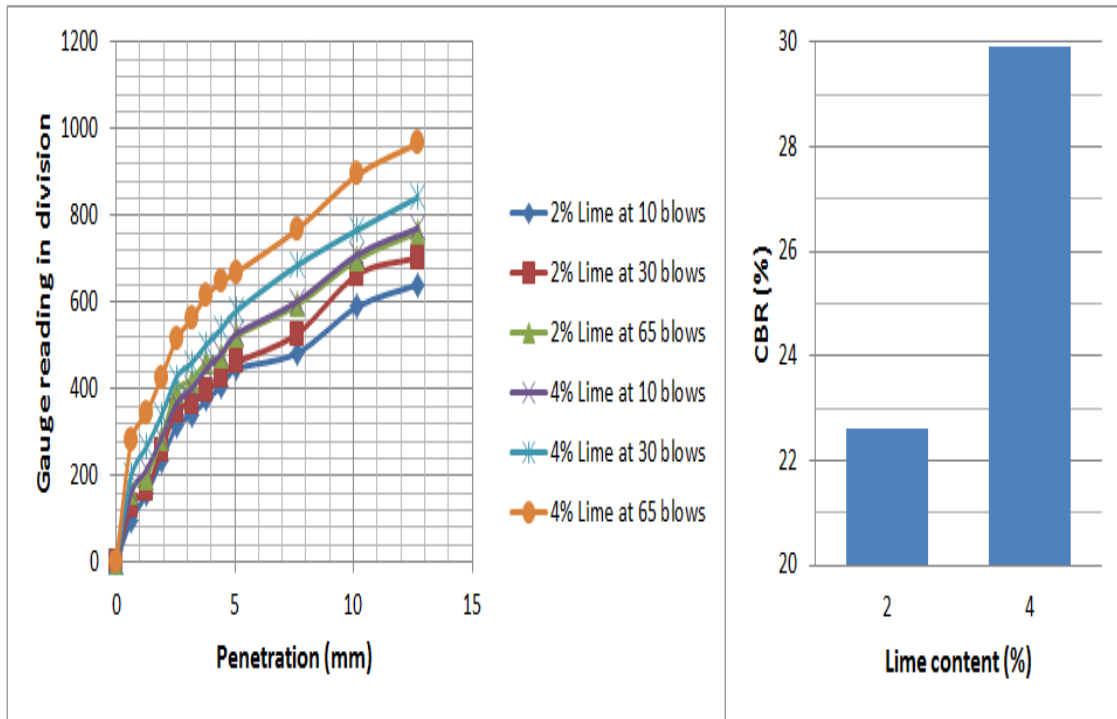 1200
1000
800
600
400
200
0
Gauge reading in division
0 5 10 15
Penetration (mm)
2% Lime at 10 blows
2% Lime at 30 blows
2% Lime at 65 blows
4% Lime at 10 blows
4% Lime at 30 blows
4% Lime at 65 blows
30
28
26
24
22
20
CBR (%)
2 4
Lime content (%)